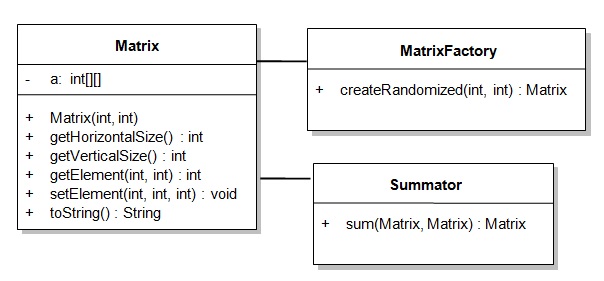 Matrix
- a: int[][]
+ Matrix(int, int)
+ getHorizontalSize() : int
+ getVerticalSize() : int
+ getElement(int, int) : int
+ setElement(int, int, int) : void
+ toString() : String
MatrixFactory
+ createRandomized(int, int) : Matrix
Summator
+ sum(Matrix, Matrix) : Matrix